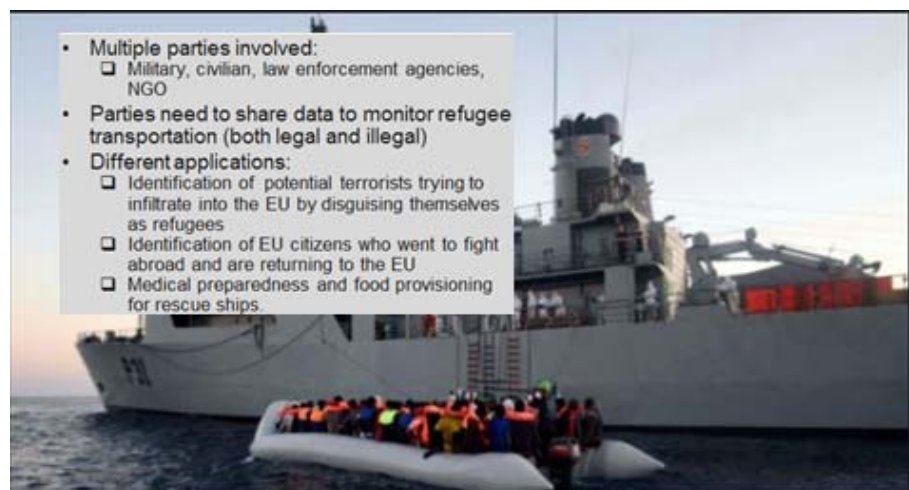 • Multiple parties involved:
❑ Military, civilian, law enforcement agencies,
NGO
• Parties need to share data to monitor refugee
transportation (both legal and illegal)
• Different applications:
❑ Identification of potential terrorists trying to
infiltrate into the EU by disguising themselves
as refugees
❑ Identification of EU citizens who went to fight
abroad and are returning to the EU
❑ Medical preparedness and food provisioning
for rescue ships.
P31